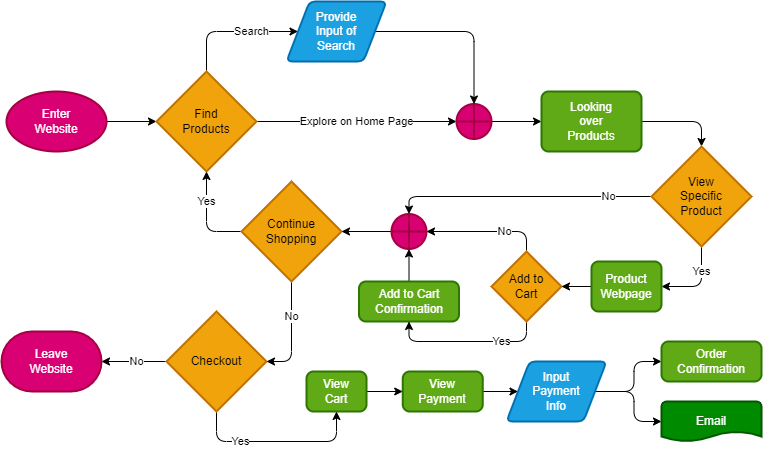 Provide
Input of
Search
Search
Enter
Website
Find
Products
Explore on Home Page
Looking
over
Products
View
Specific
Product
No
Yes
Continue
Shopping
No
Add to
Cart
Product
Webpage
Yes
Add to Cart
Confirmation
Yes
No
Leave
Website
No
Checkout
Yes
View
Cart
View
Payment
Input
Payment
Info
Order
Confirmation
Email